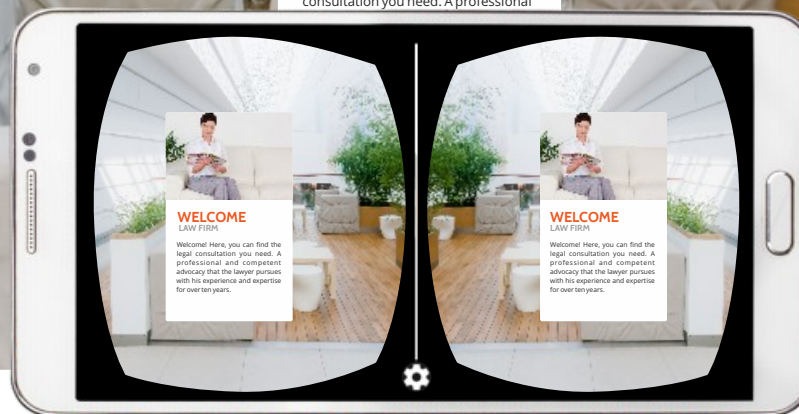 consultation you need. A professional
WELCOME
LAW FIRM
Welcome! Here, you can find the
legal consultation you need. A
professional and competent
advocacy that the lawyer pursues
with his experience and expertise
for over ten years.
WELCOME
LAW FIRM
Welcome! Here, you can find the
legal consultation you need. A
professional and competent
advocacy that the lawyer pursues
with his experience and expertise
for over ten years.